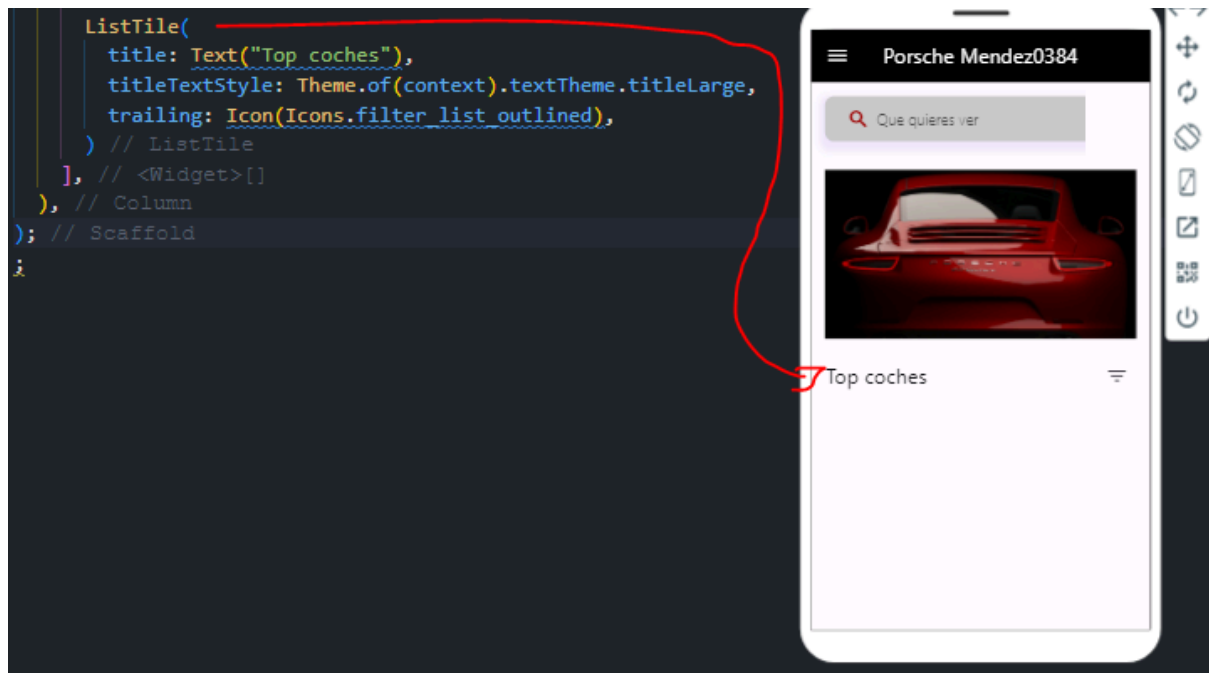 ListTile(
title: Text("Top coches"),
titleTextStyle: Theme.of(context).textTheme.titleLarge,
trailing: Icon(Icons.filter_list_outlined),
) // ListTile
], // <Widget>[]
), // Column
); // Scaffold
;
Porsche Mendez0384
Que quieres ver
PORSCHE
Top coches